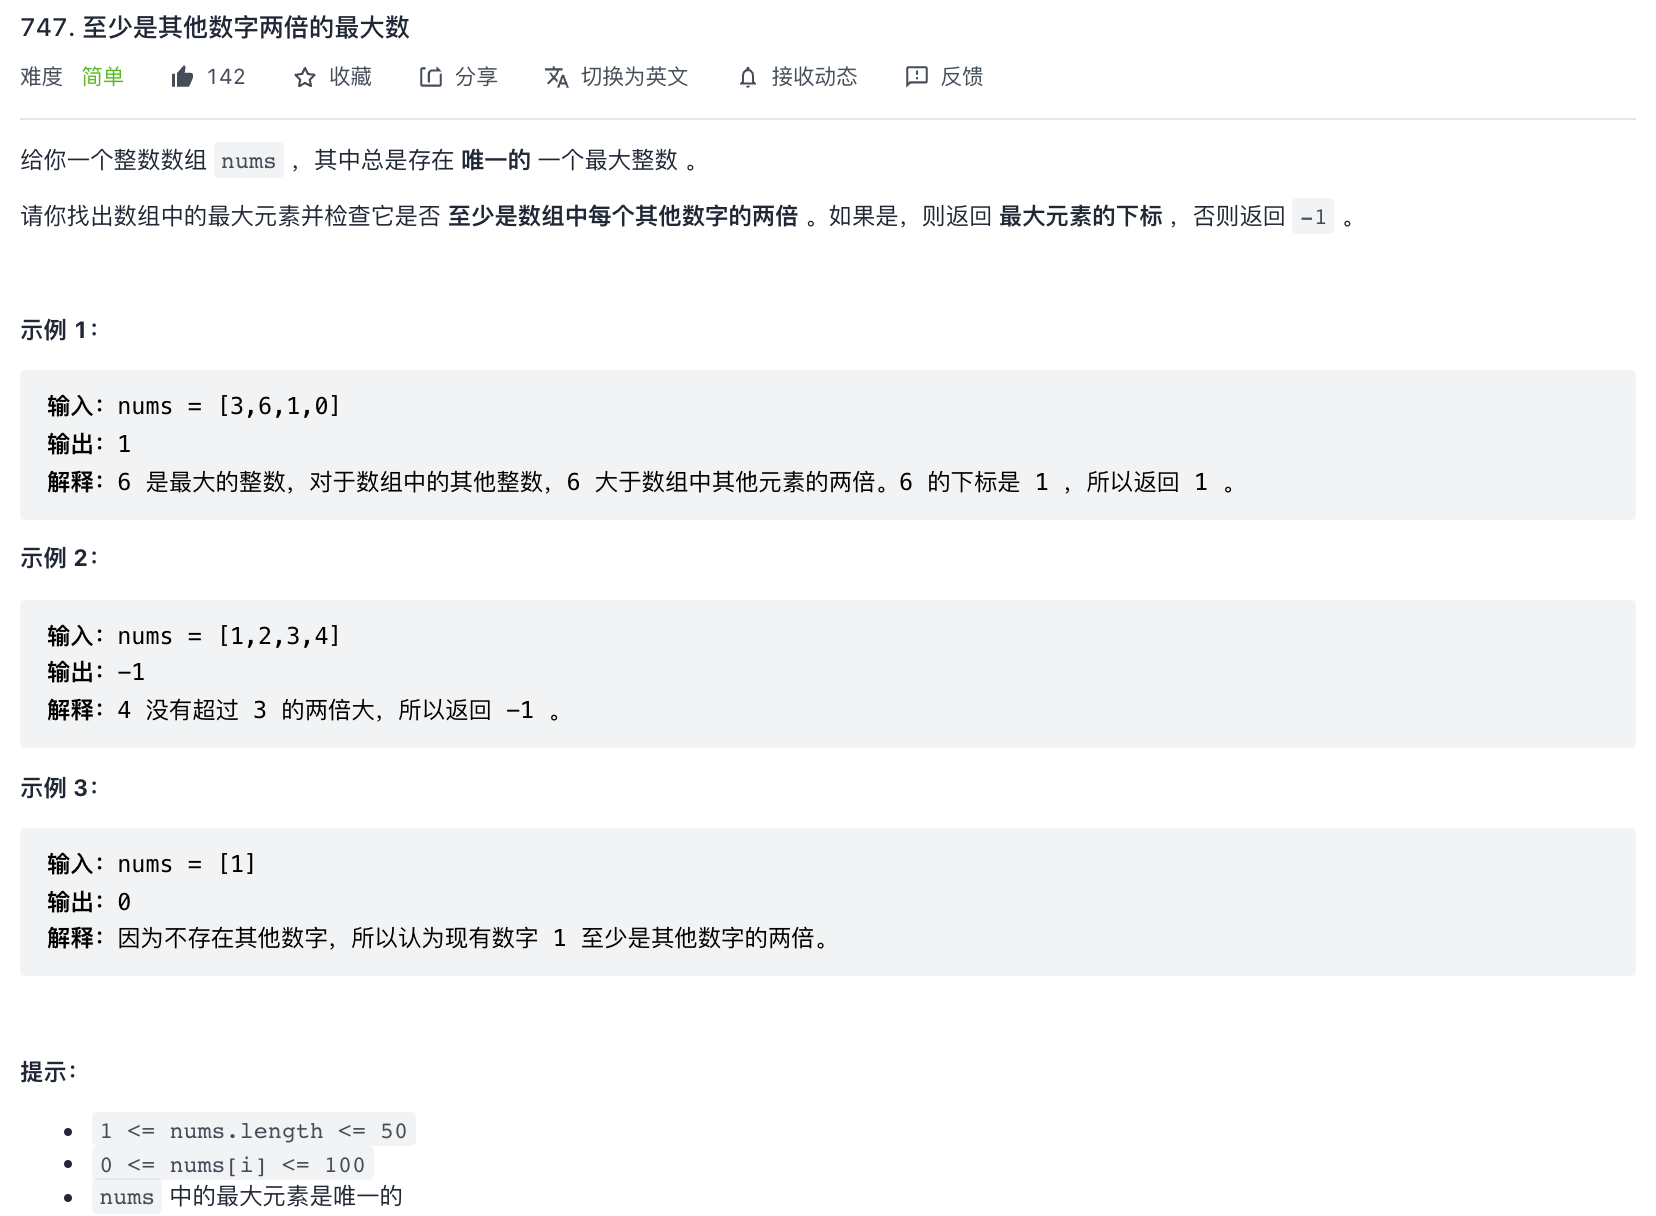 747. 至少是其他数字两倍的最大数
难度 简单 142 收藏 分享 切换为英文 接收动态 反馈
给你一个整数数组 nums ，其中总是存在 唯一的 一个最大整数 。
请你找出数组中的最大元素并检查它是否 至少是数组中每个其他数字的两倍 。如果是，则返回 最大元素的下标 ，否则返回 -1 。
示例 1：
输入：nums = [3,6,1,0]
输出：1
解释：6 是最大的整数，对于数组中的其他整数，6 大于数组中其他元素的两倍。6 的下标是 1 ，所以返回 1 。
示例 2：
输入：nums = [1,2,3,4]
输出：-1
解释：4 没有超过 3 的两倍大，所以返回 -1 。
示例 3：
输入：nums = [1]
输出：0
解释：因为不存在其他数字，所以认为现有数字 1 至少是其他数字的两倍。
提示：
• 1 <= nums.length <= 50
• 0 <= nums[i] <= 100
• nums 中的最大元素是唯一的